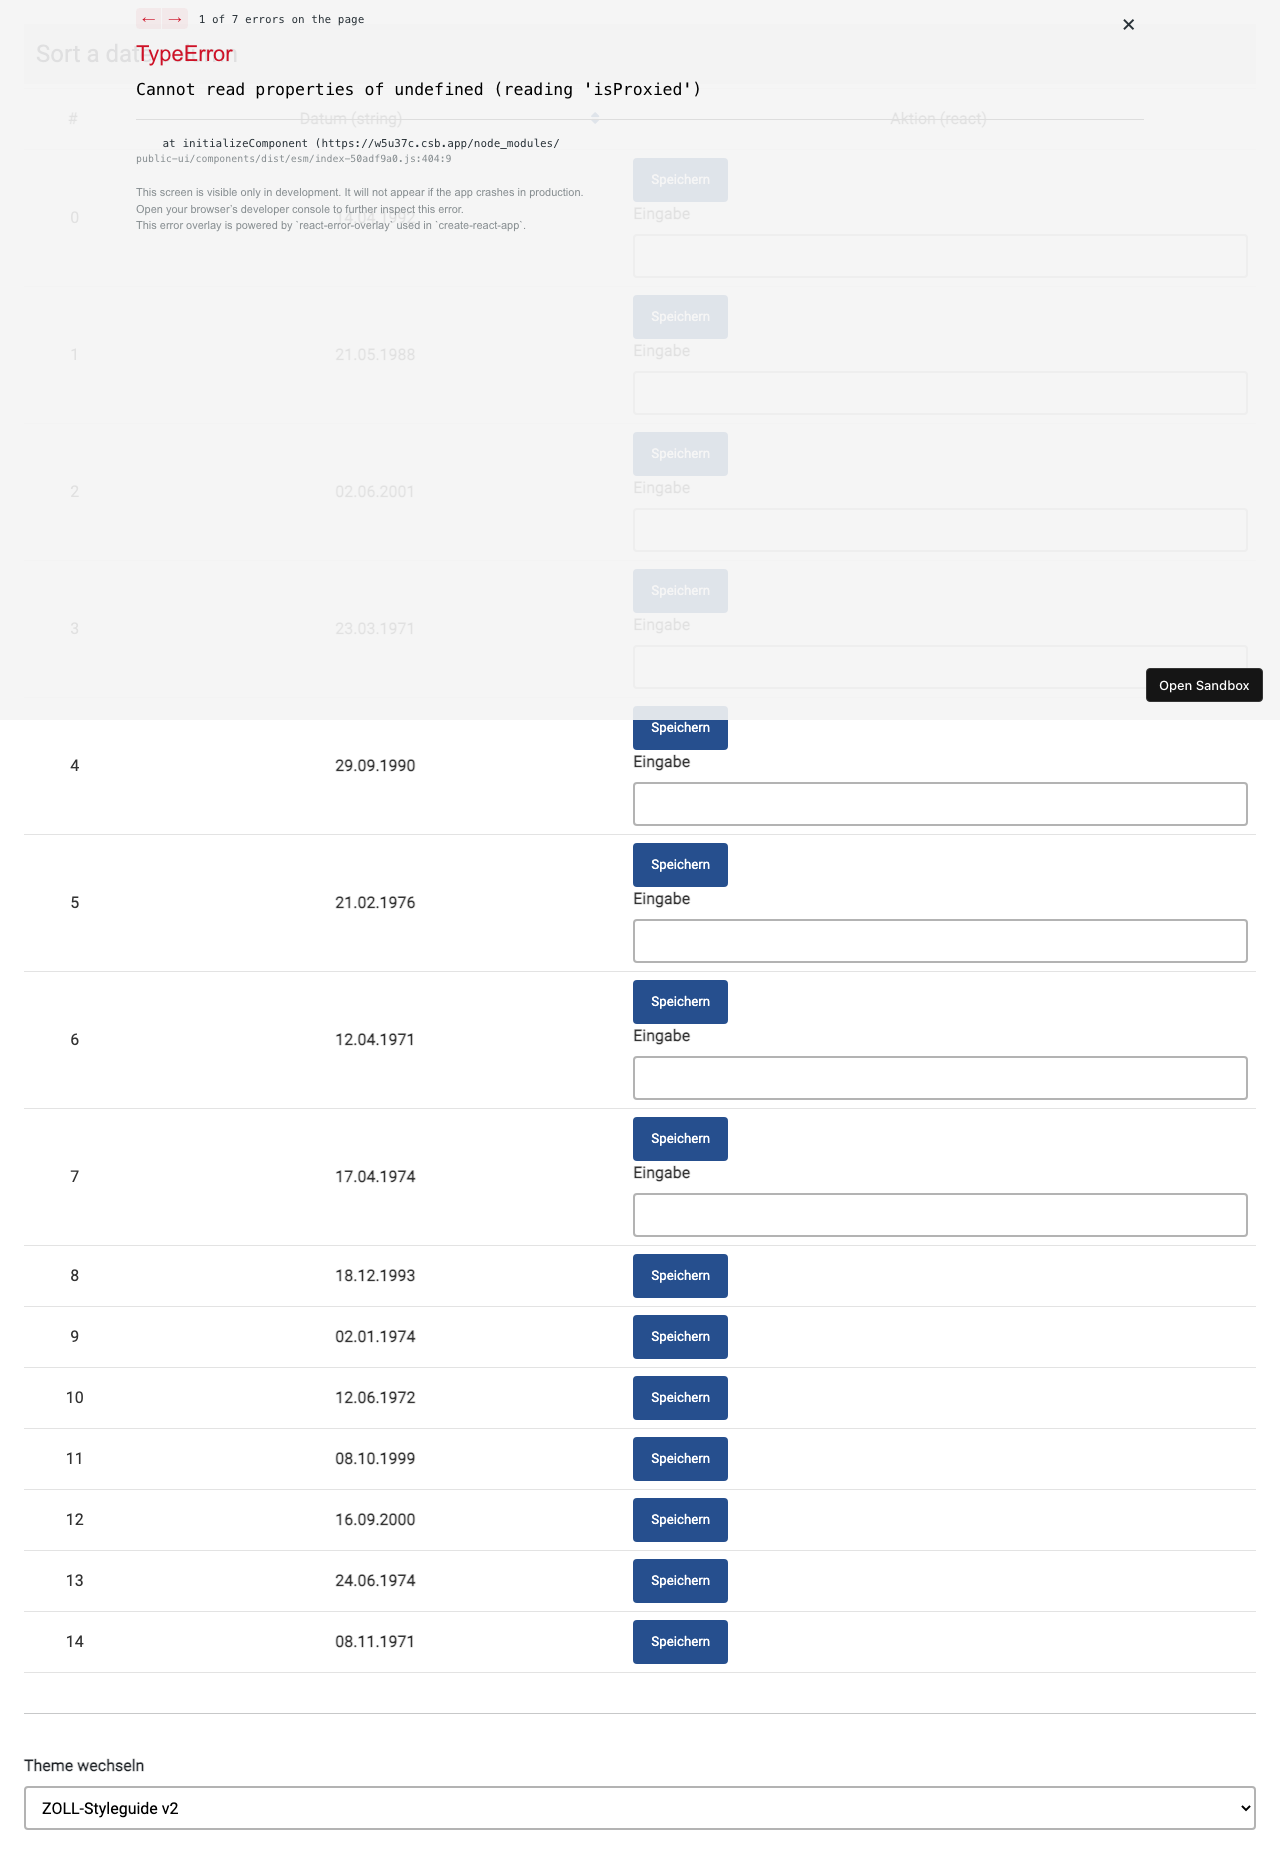 ← → 1 of 7 errors on the page
✕
Sort a dat
TypeError
Cannot read properties of undefined (reading 'isProxied')
# Datum (string) Aktion (react)
at initializeComponent (https://w5u37c.csb.app/node_modules/
public-ui/components/dist/esm/index-50adf9a0.js:404:9
This screen is visible only in development. It will not appear if the app crashes in production.
Open your browser's developer console to further inspect this error.
This error overlay is powered by `react-error-overlay` used in `create-react-app`.
Speichern
0 14.04.1992 Eingabe
Speichern
1 21.05.1988 Eingabe
Speichern
2 02.06.2001 Eingabe
Speichern
3 23.03.1971 Eingabe
Open Sandbox
Speichern
4 29.09.1990 Eingabe
Speichern
5 21.02.1976 Eingabe
Speichern
6 12.04.1971 Eingabe
Speichern
7 17.04.1974 Eingabe
8 18.12.1993 Speichern
9 02.01.1974 Speichern
10 12.06.1972 Speichern
11 08.10.1999 Speichern
12 16.09.2000 Speichern
13 24.06.1974 Speichern
14 08.11.1971 Speichern
Theme wechseln
ZOLL-Styleguide v2